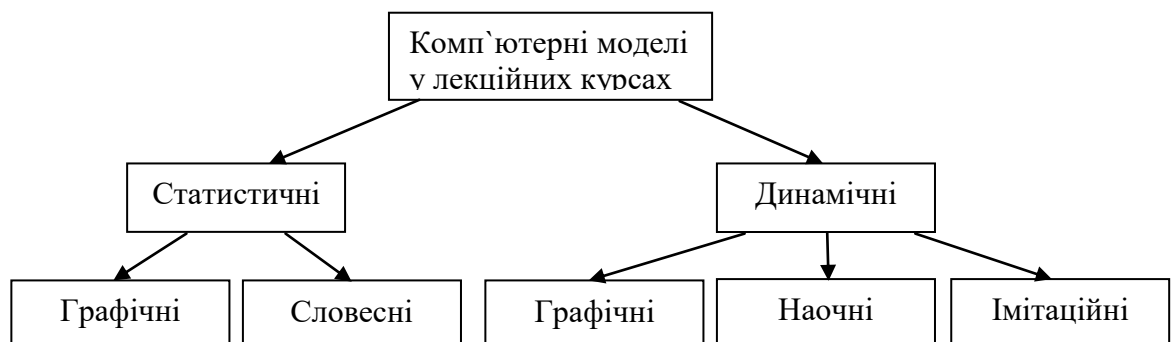 Комп`ютерні моделі
у лекційних курсах
Статистичні
Динамічні
Графічні
Словесні
Графічні
Наочні
Імітаційні